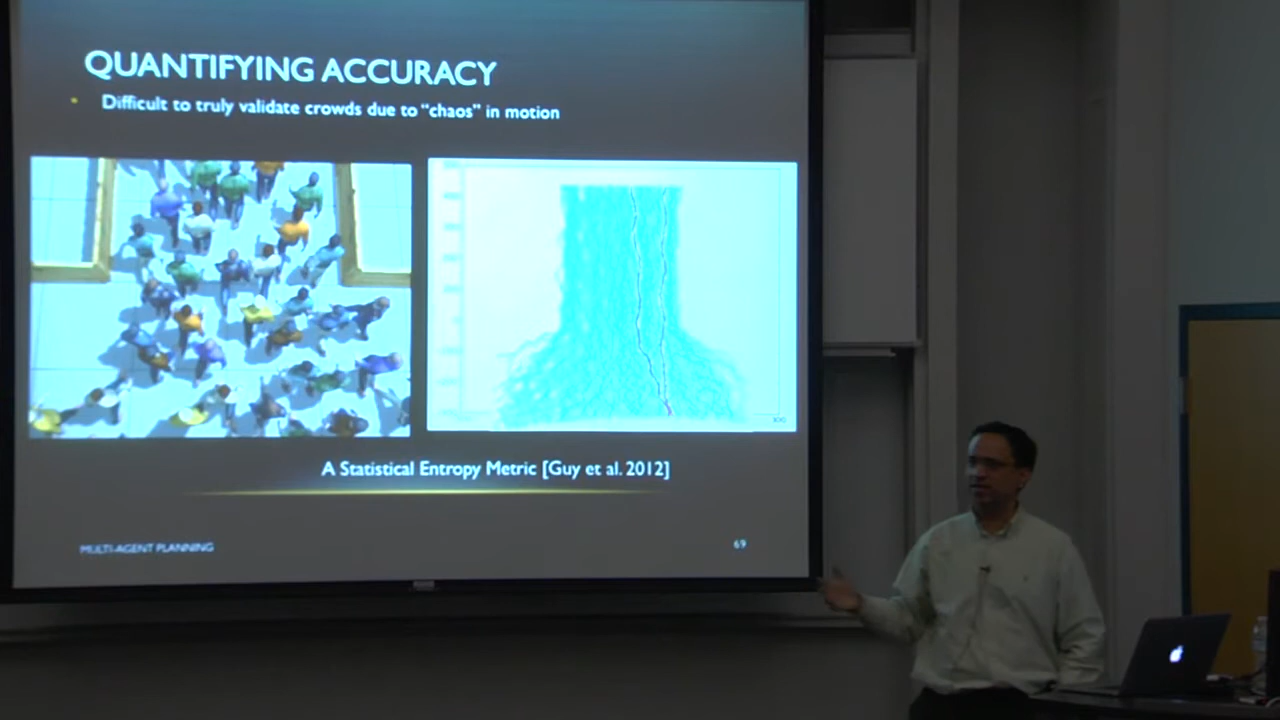 QUANTIFYING ACCURACY
Difficult to truly validate crowds due to “chaos” in motion
A Statistical Entropy Metric [Guy et al. 2012]
MULTI-AGENT PLANNING
69